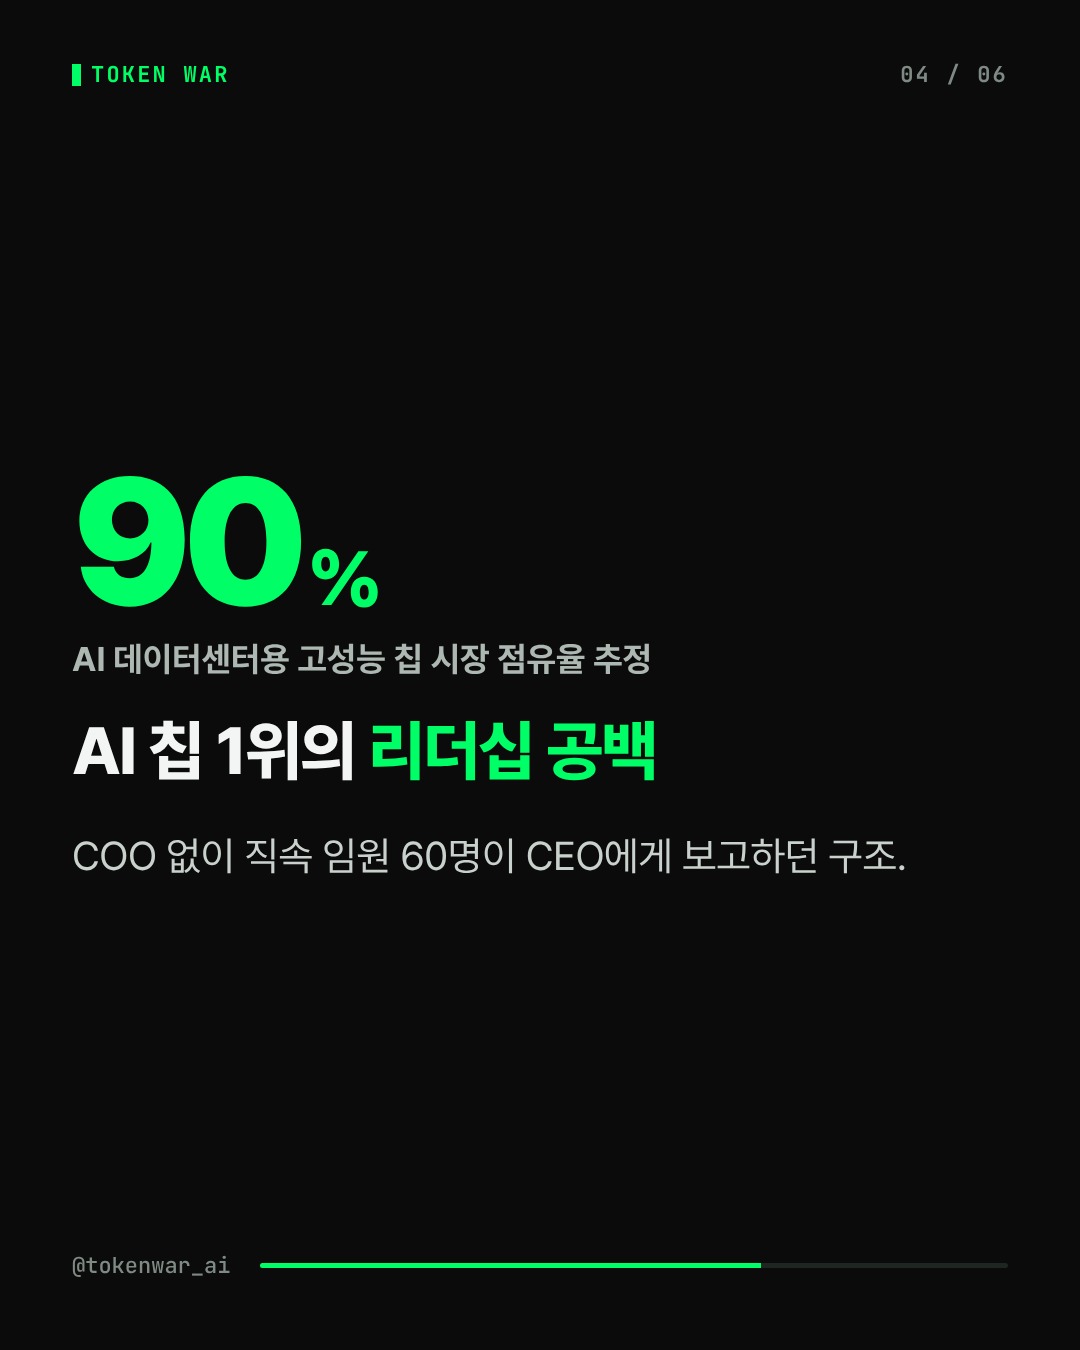 TOKEN WAR
04 / 06
90%
AI 데이터센터용 고성능 칩 시장 점유율 추정
AI 칩 1위의 리더십 공백
COO 없이 직속 임원 60명이 CEO에게 보고하던 구조.
@tokenwar_ai